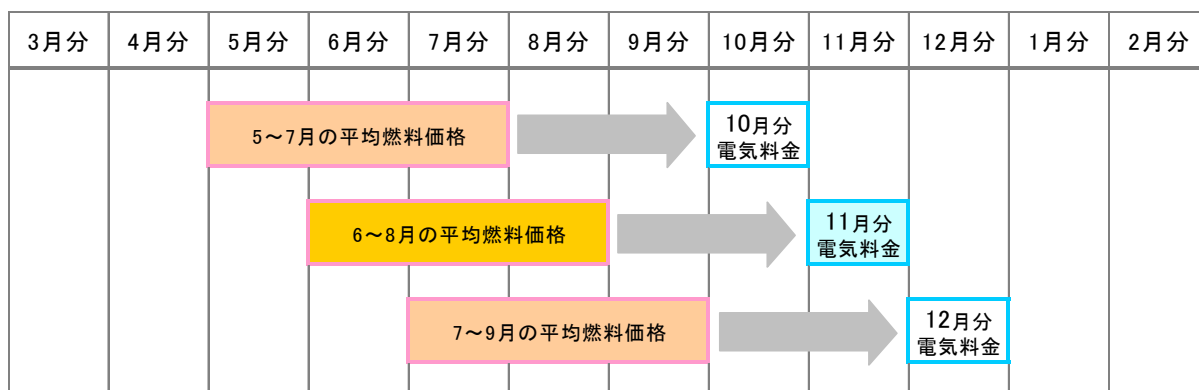 3月分 4月分 5月分 6月分 7月分 8月分 9月分 10月分 11月分 12月分 1月分 2月分
5～7月の平均燃料価格
10月分
電気料金
6～8月の平均燃料価格
11月分
電気料金
7～9月の平均燃料価格
12月分
電気料金